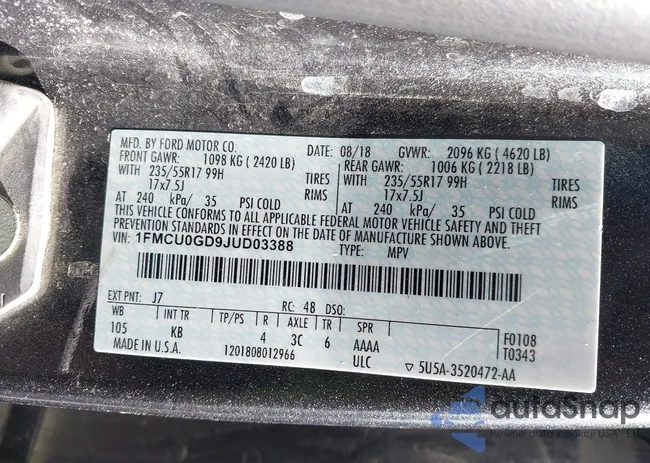 MFD. BY FORD MOTOR CO. DATE: 08/18 GVWR: 2096 KG ( 4620 LB)
FRONT GAWR: 1098 KG ( 2420 LB) REAR GAWR: 1006 KG ( 2218 LB)
WITH 235/55R17 99H TIRES WITH 235/55R17 99H TIRES
17x7.5J RIMS 17x7.5J RIMS
AT 240 kPa/ 35 PSI COLD AT 240 kPa/ 35 PSI COLD
THIS VEHICLE CONFORMS TO ALL APPLICABLE FEDERAL MOTOR VEHICLE SAFETY AND THEFT
PREVENTION STANDARDS IN EFFECT ON THE DATE OF MANUFACTURE SHOWN ABOVE.
VIN: 1FMCU0GD9JUD03388 TYPE: MPV
EXT PNT: J7 RC: 48 DSO:
WB INT TR TP/PS R AXLE TR SPR F0108
105 KB 4 3C 6 AAAA T0343
MADE IN U.S.A. 1201808012966 ULC ▽ 5U5A-3520472-AA
autoSnap
Pewne auta z aukcji USA i EU